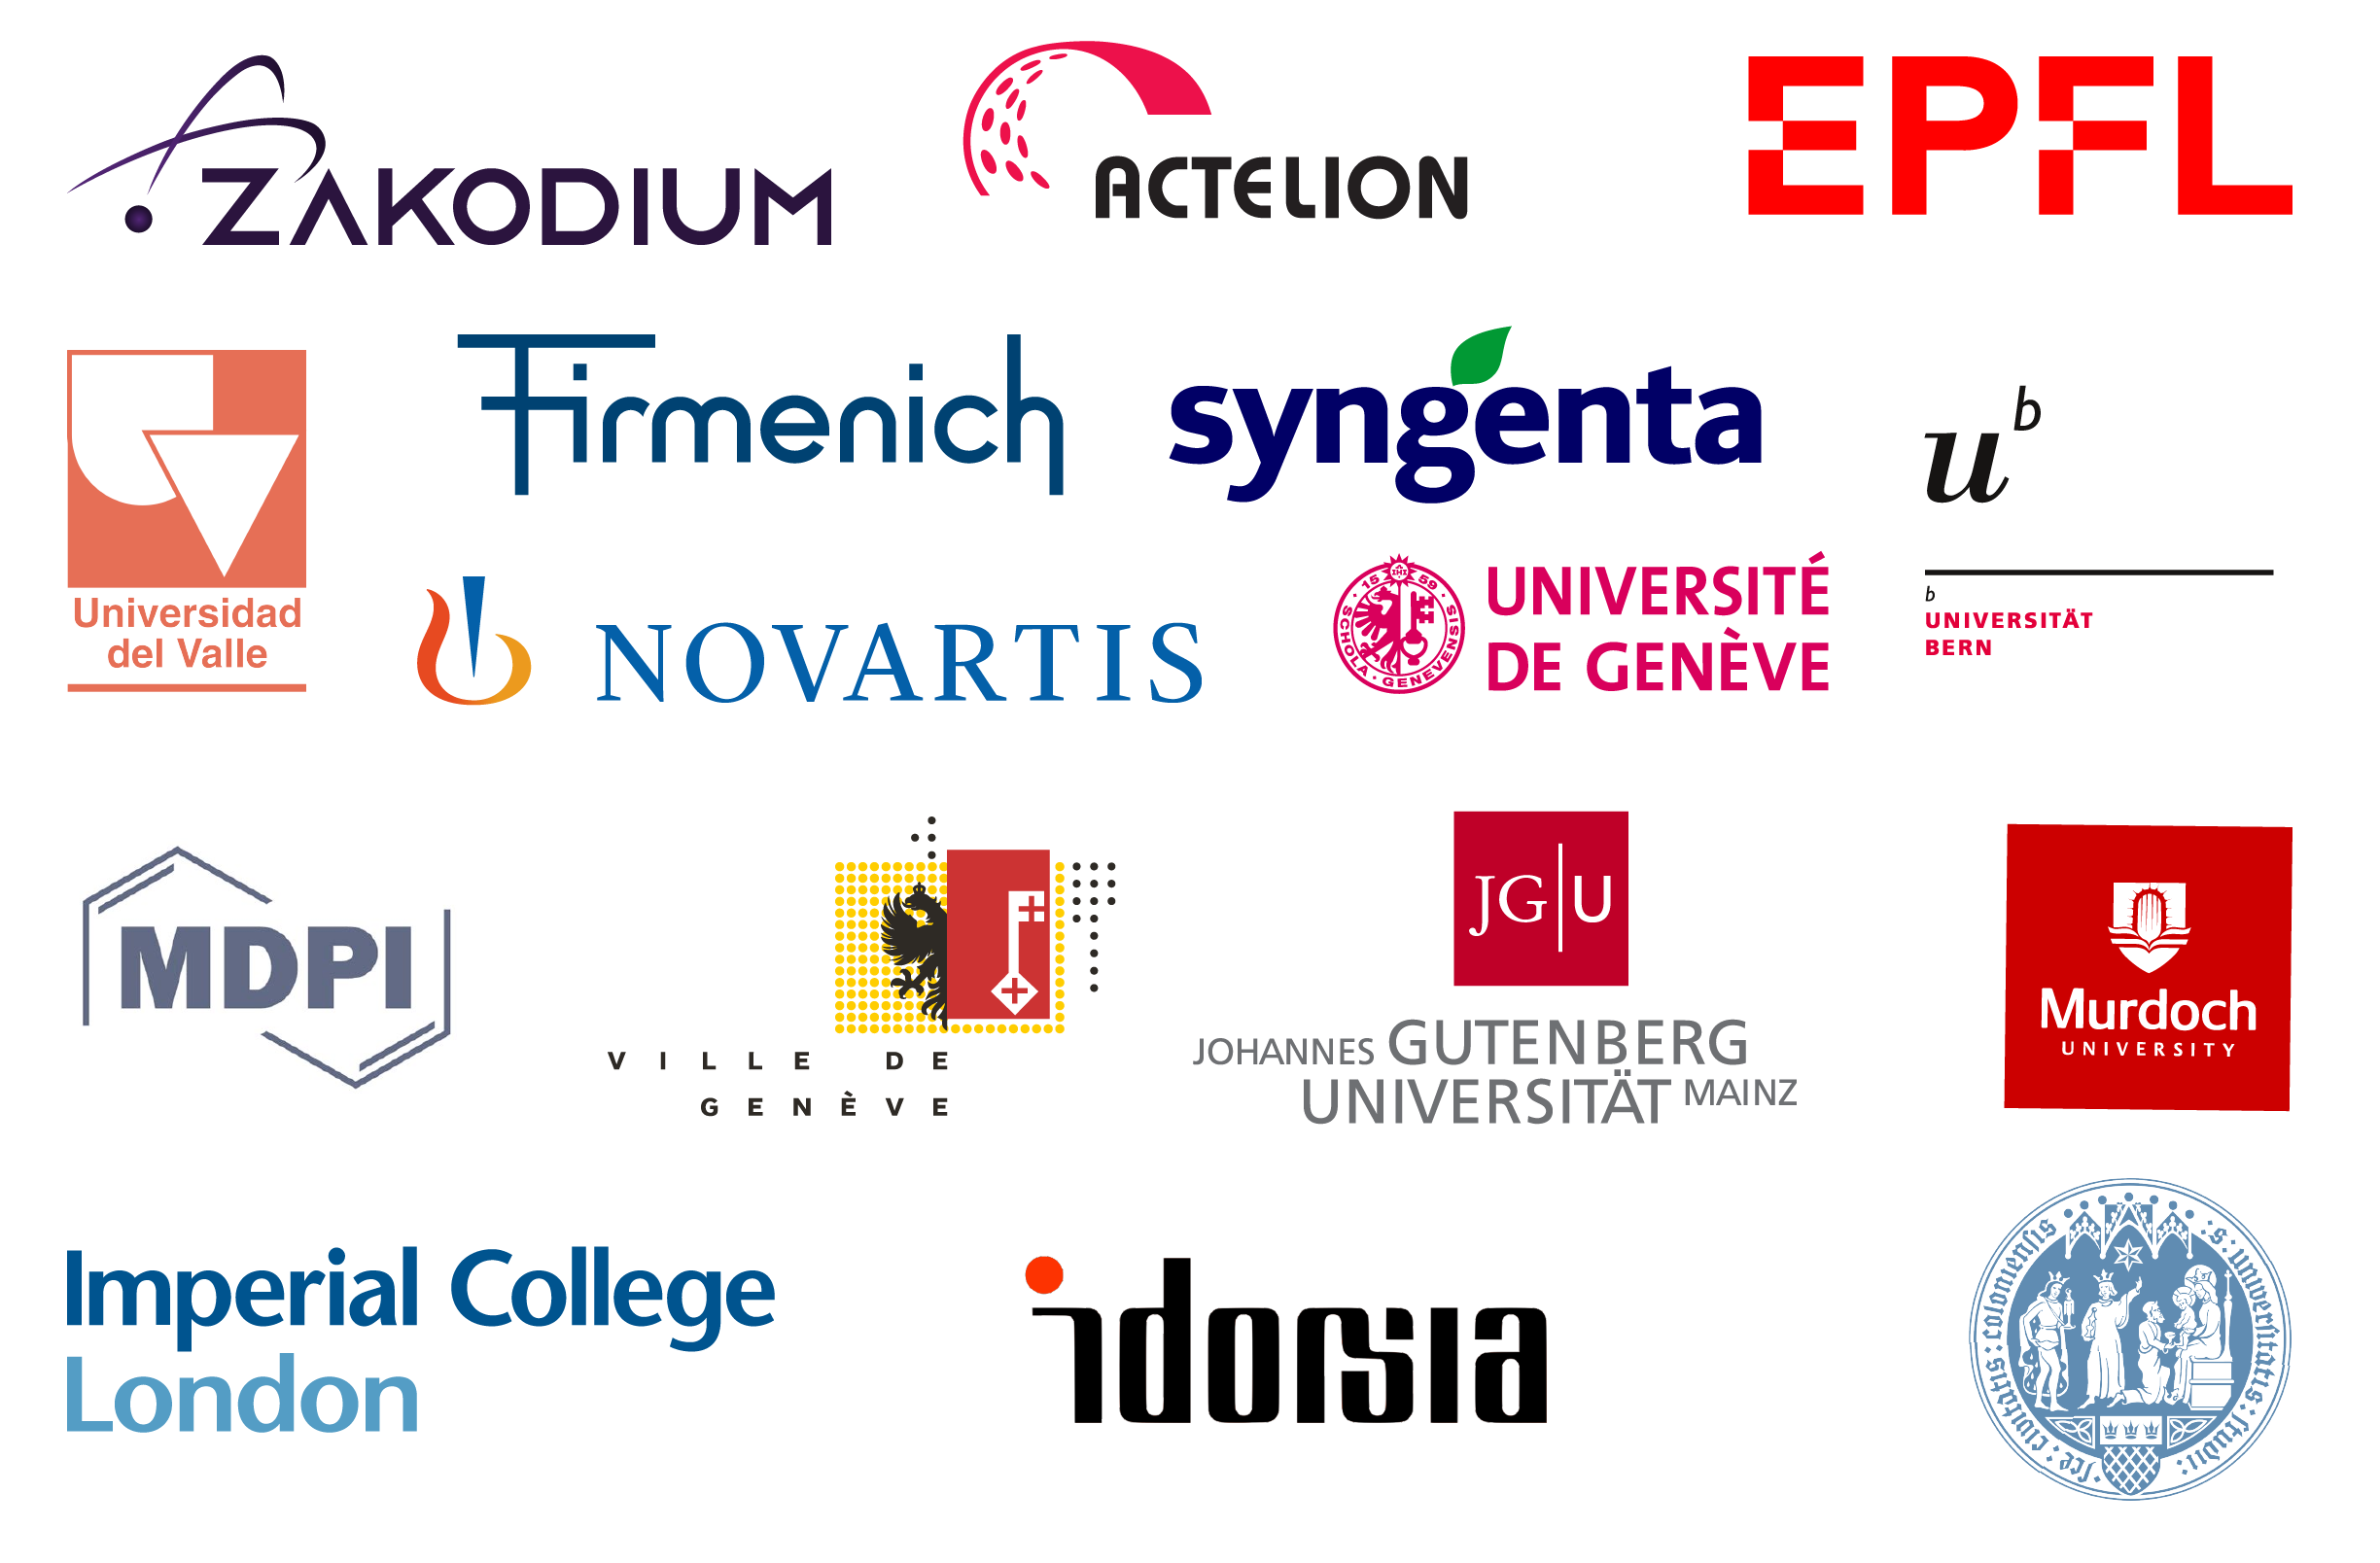 ZAKODIUM
ACTELION
EPFL
Firmenich
syngenta
u b
Universidad
del Valle
NOVARTIS
1559
SCHOLA · GENEVENSIS
UNIVERSITÉ
DE GENÈVE
b
UNIVERSITÄT
BERN
MDPI
VILLE DE
GENÈVE
JG|U
JOHANNES GUTENBERG
UNIVERSITÄT MAINZ
Murdoch
UNIVERSITY
Imperial College
London
idorsia